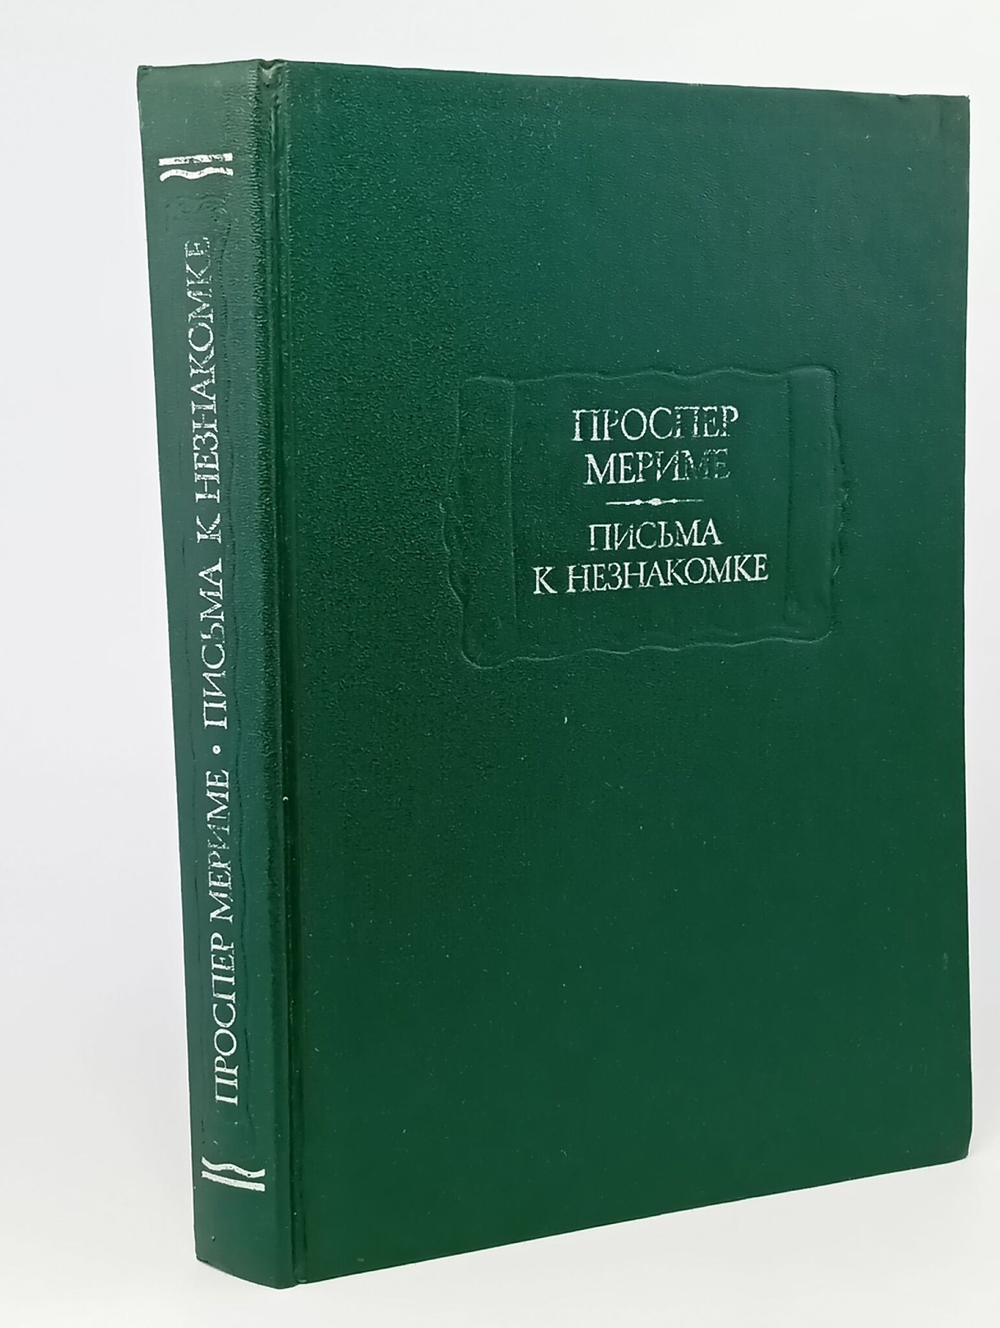 ПРОСПЕР МЕРИМЕ • ПИСЬМА К НЕЗНАКОМКЕ
ПРОСПЕР
МЕРИМЕ
ПИСЬМА
К НЕЗНАКОМКЕ